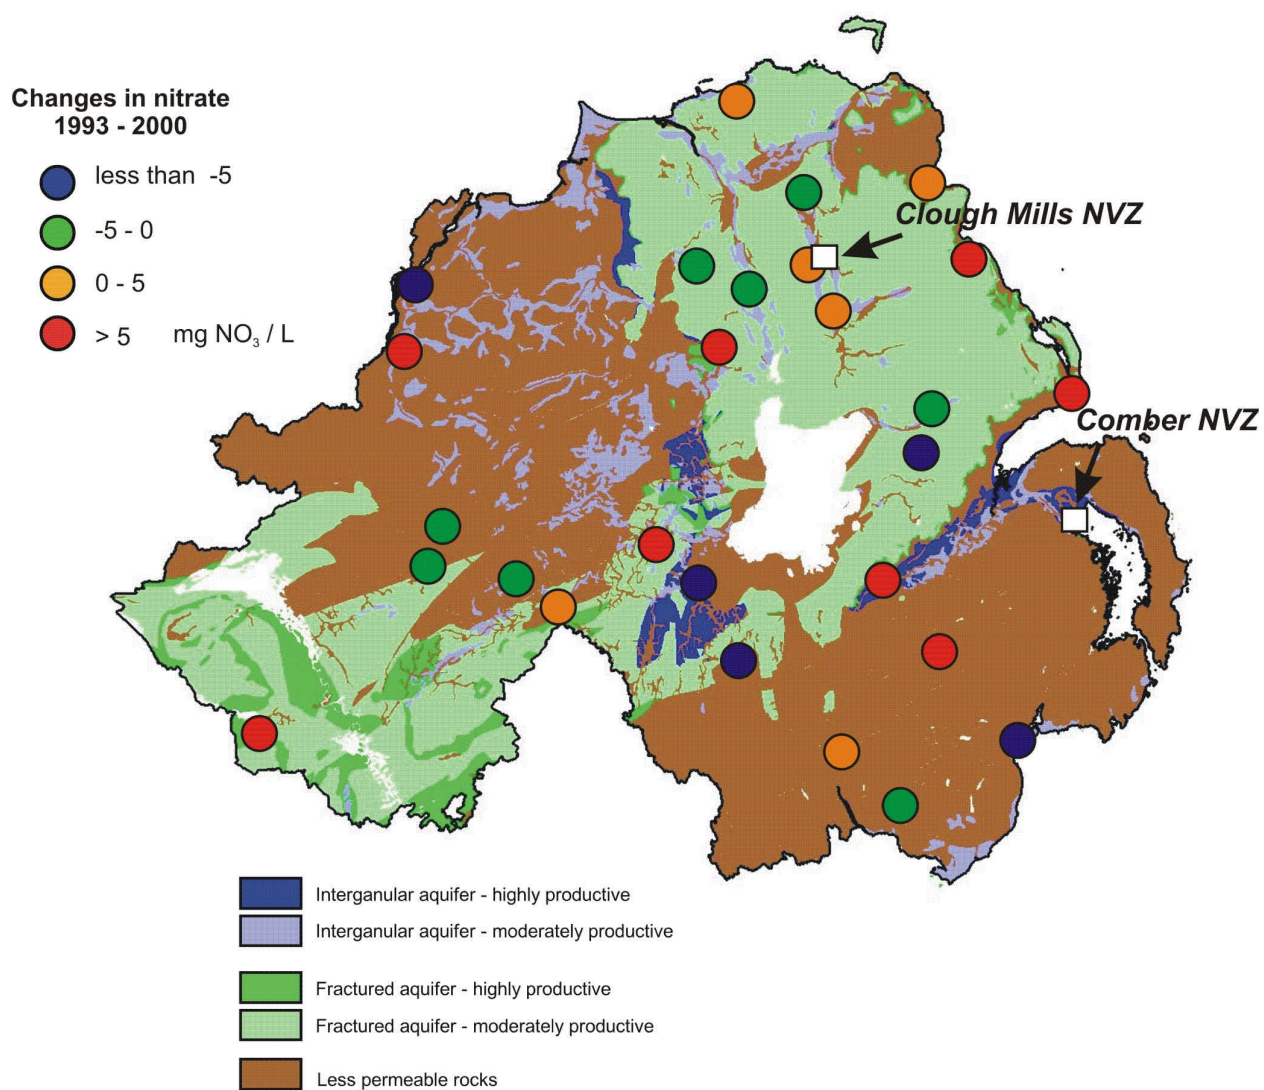 Changes in nitrate
1993 - 2000
less than -5
-5 - 0
0 - 5
> 5 mg NO₃ / L
Clough Mills NVZ
Comber NVZ
Interganular aquifer - highly productive
Interganular aquifer - moderately productive
Fractured aquifer - highly productive
Fractured aquifer - moderately productive
Less permeable rocks